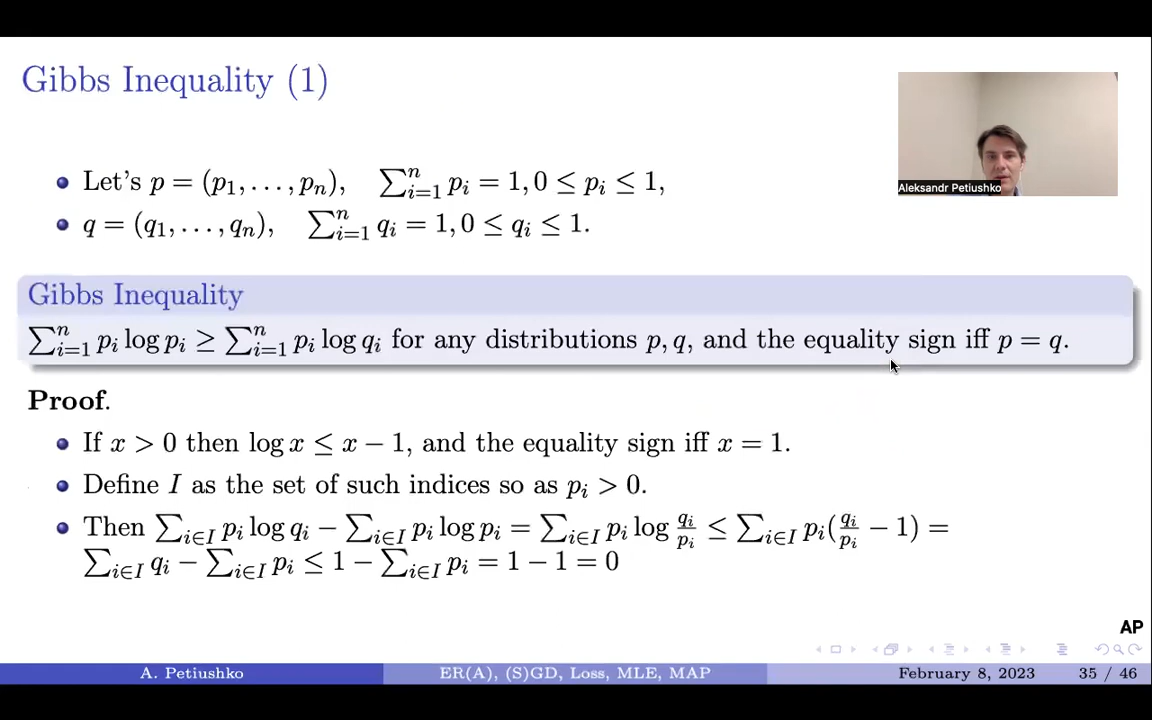 Gibbs Inequality (1)
Aleksandr Petiushko
Let's p = (p₁, . . . , pₙ), ∑ⁿᵢ₌₁ pᵢ = 1, 0 ≤ pᵢ ≤ 1,
q = (q₁, . . . , qₙ), ∑ⁿᵢ₌₁ qᵢ = 1, 0 ≤ qᵢ ≤ 1.
Gibbs Inequality
∑ⁿᵢ₌₁ pᵢ log pᵢ ≥ ∑ⁿᵢ₌₁ pᵢ log qᵢ for any distributions p, q, and the equality sign iff p = q.
Proof.
If x > 0 then log x ≤ x − 1, and the equality sign iff x = 1.
Define I as the set of such indices so as pᵢ > 0.
Then ∑ᵢ∈I pᵢ log qᵢ − ∑ᵢ∈I pᵢ log pᵢ = ∑ᵢ∈I pᵢ log qᵢ/pᵢ ≤ ∑ᵢ∈I pᵢ(qᵢ/pᵢ − 1) =
∑ᵢ∈I qᵢ − ∑ᵢ∈I pᵢ ≤ 1 − ∑ᵢ∈I pᵢ = 1 − 1 = 0
AP
A. Petiushko ER(A), (S)GD, Loss, MLE, MAP February 8, 2023 35 / 46